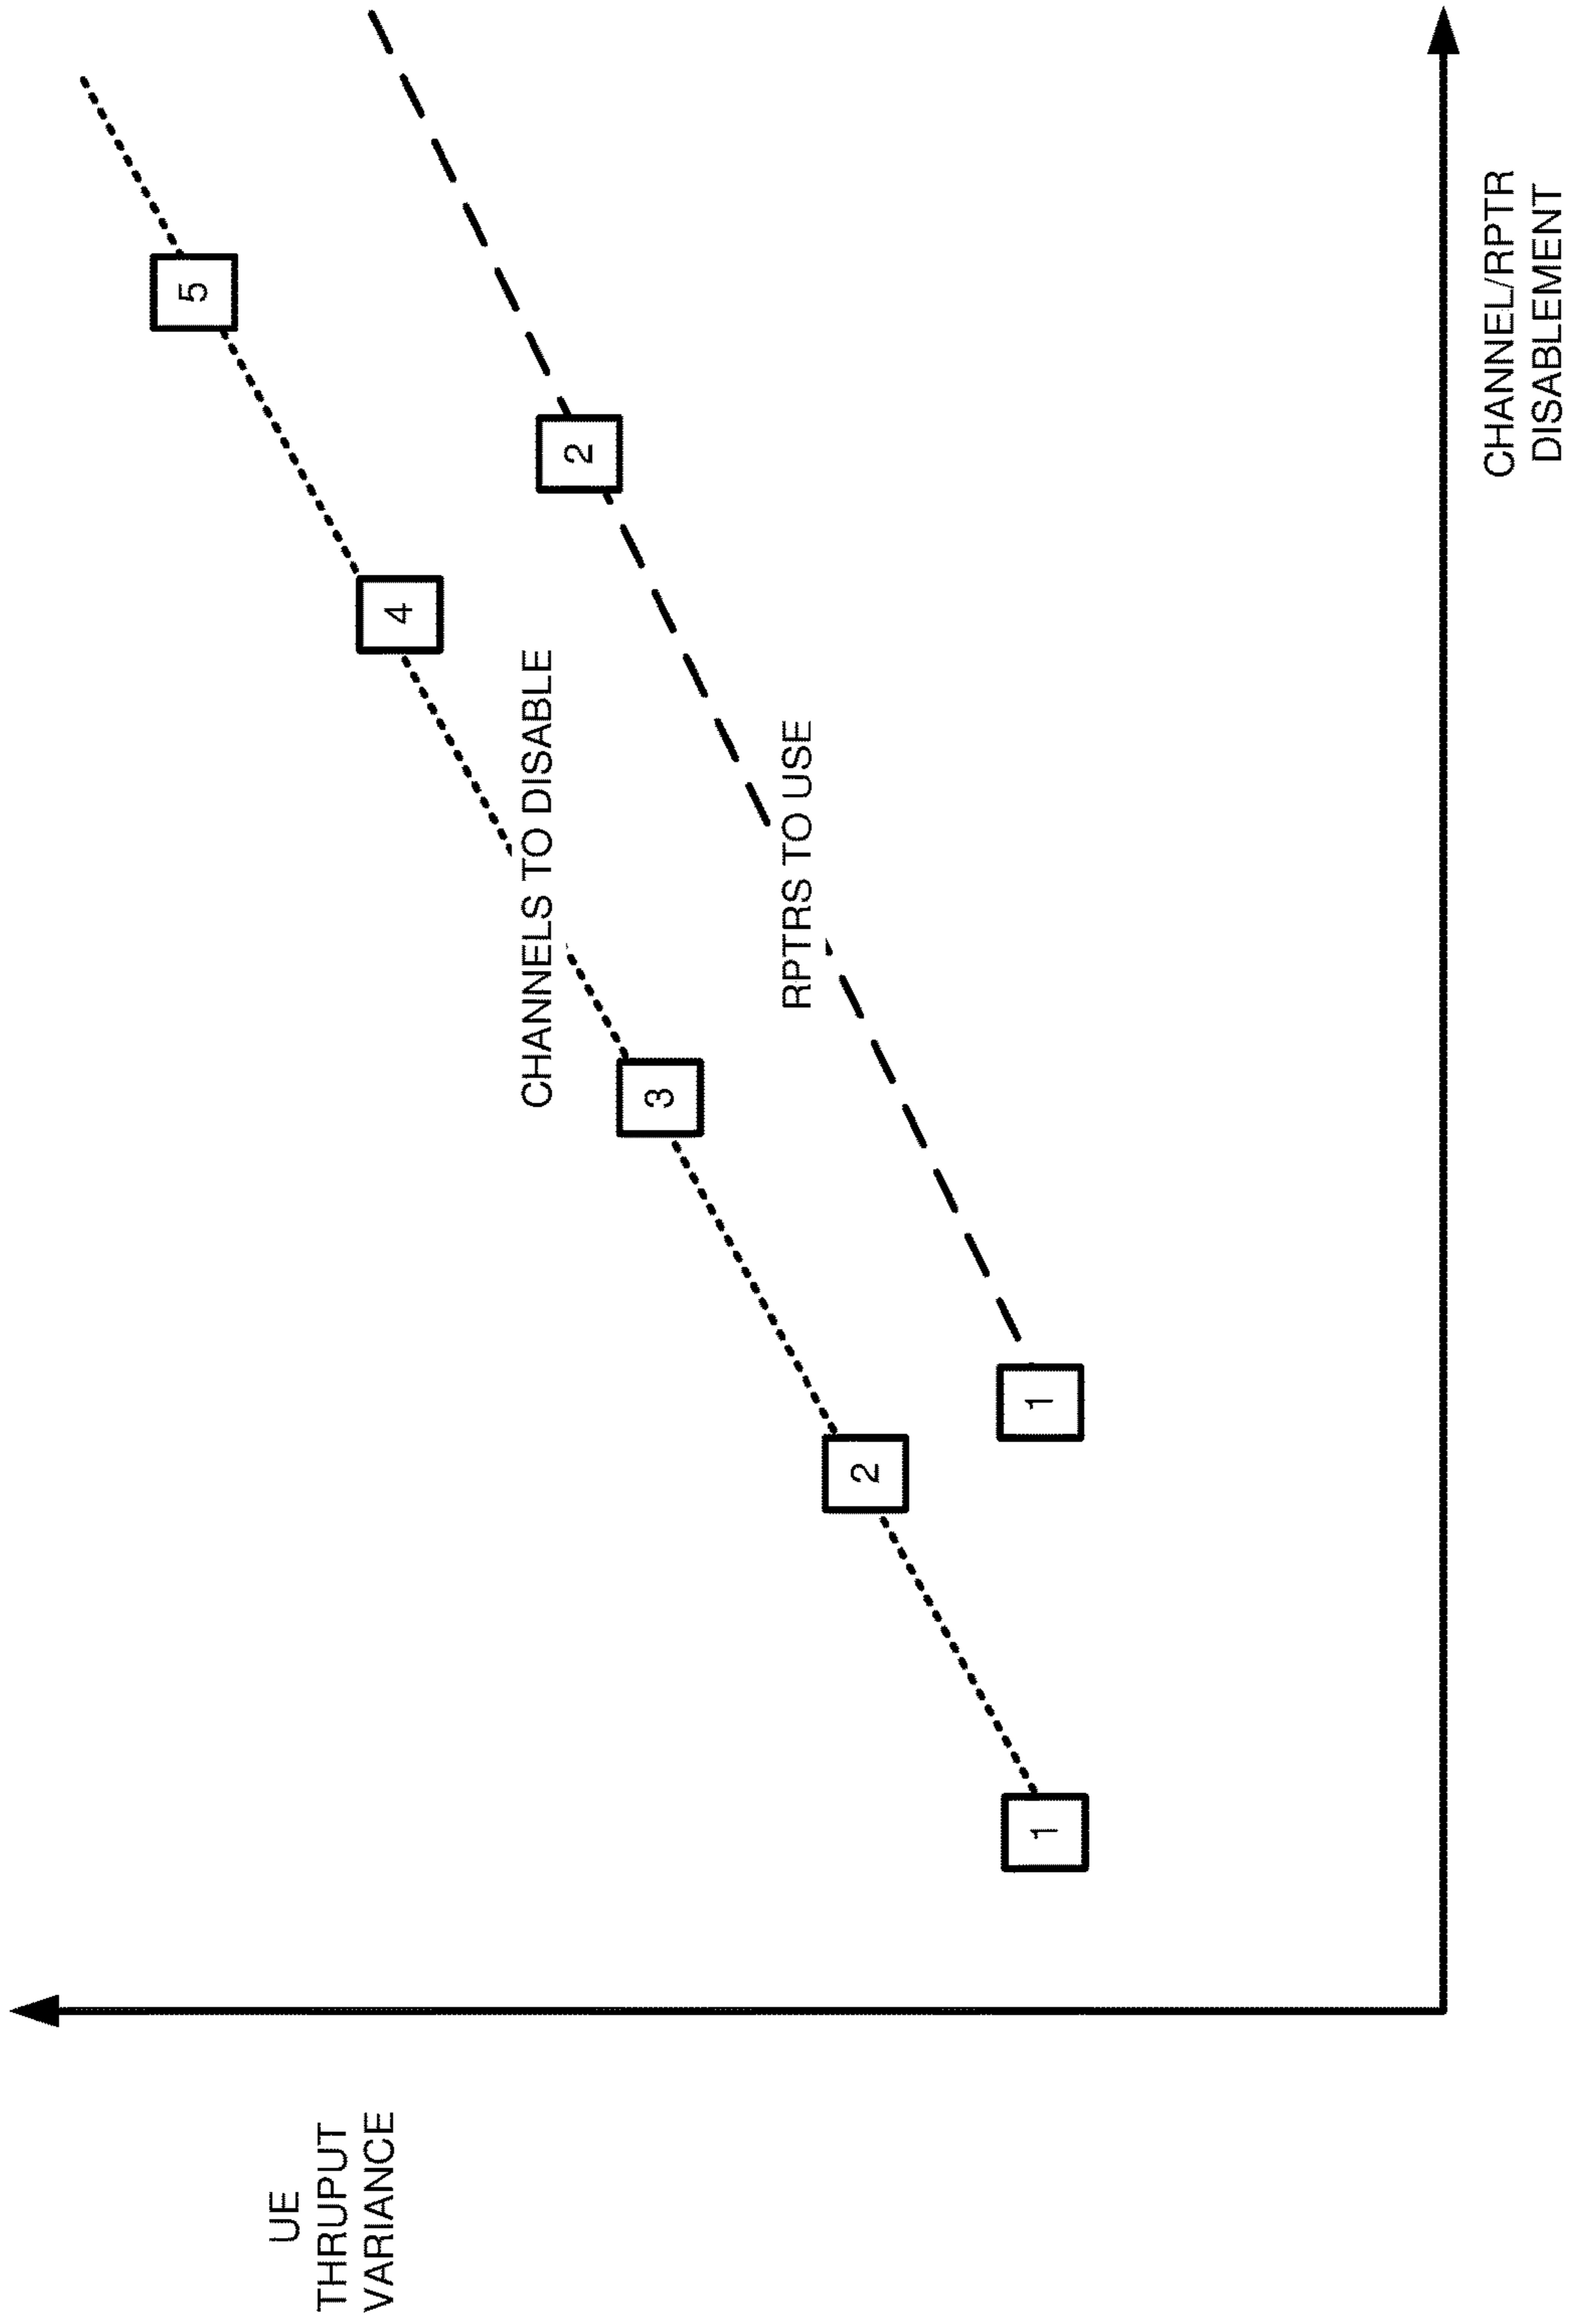 UE
THRUPUT
VARIANCE
5
4
CHANNELS TO DISABLE
2
3
RPTRS TO USE
2
1
1
CHANNEL/RPTR
DISABLEMENT